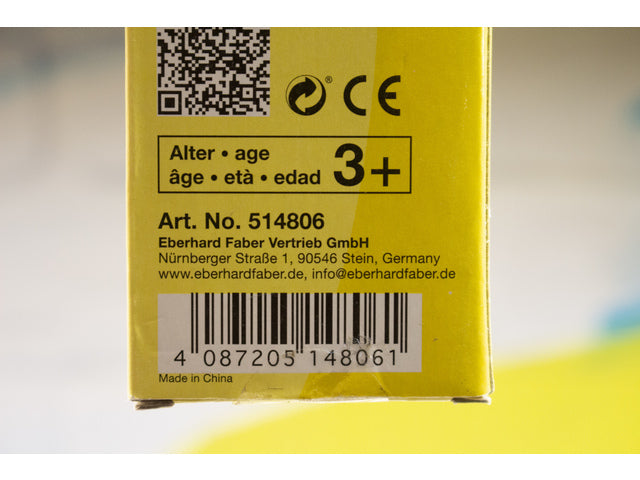 ® CE
Alter • age
âge • età • edad 3+
Art. No. 514806
Eberhard Faber Vertrieb GmbH
Nürnberger Straße 1, 90546 Stein, Germany
www.eberhardfaber.de, info@eberhardfaber.de
4 087205 148061
Made in China